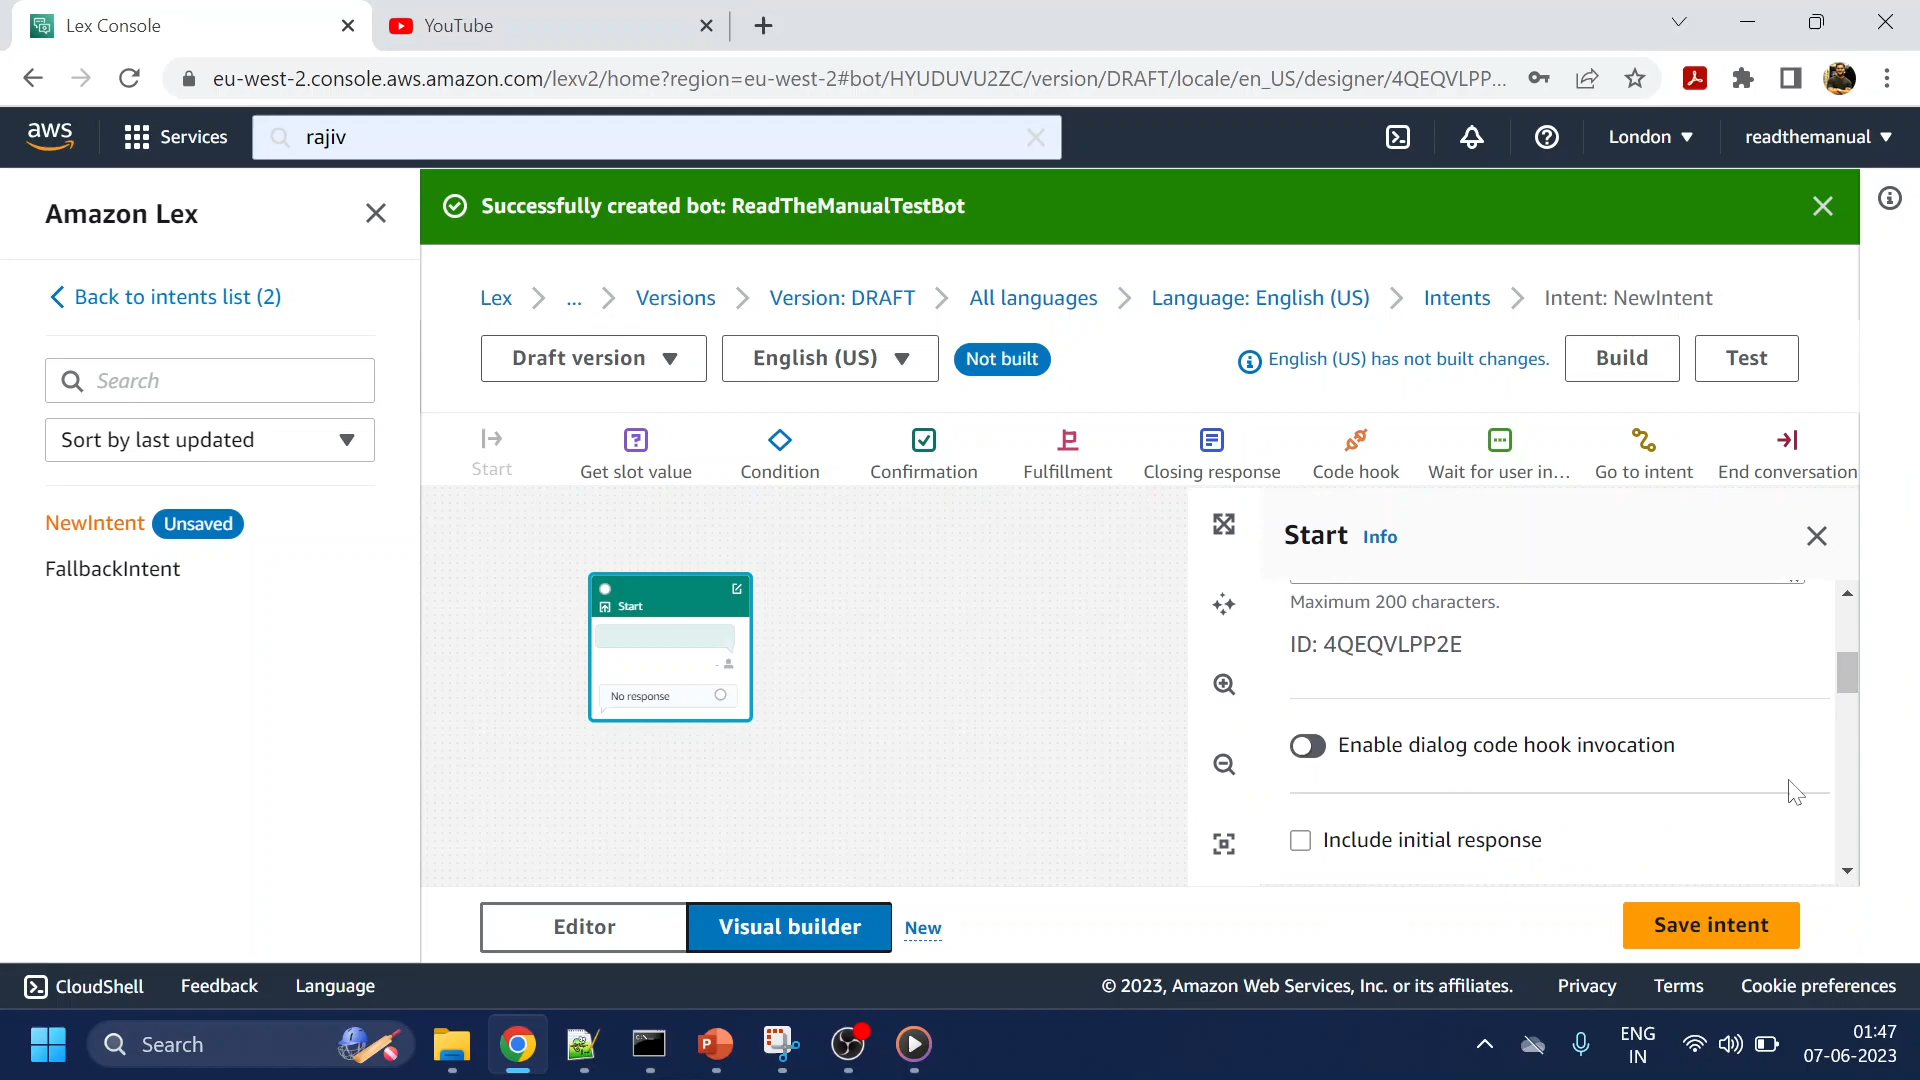 Lex Console
YouTube
eu-west-2.console.aws.amazon.com/lexv2/home?region=eu-west-2#bot/HYUDUVU2ZC/version/DRAFT/locale/en_US/designer/4QEQVLPP...
aws
Services
rajiv
London
readthemanual
Amazon Lex
Successfully created bot: ReadTheManualTestBot
Back to intents list (2)
Lex
...
Versions
Version: DRAFT
All languages
Language: English (US)
Intents
Intent: NewIntent
Draft version
English (US)
Not built
English (US) has not built changes.
Build
Test
Search
Sort by last updated
Start
Get slot value
Condition
Confirmation
Fulfillment
Closing response
Code hook
Wait for user in...
Go to intent
End conversation
NewIntent
Unsaved
FallbackIntent
Start
No response
Start
Info
Maximum 200 characters.
ID: 4QEQVLPP2E
Enable dialog code hook invocation
Include initial response
Editor
Visual builder
New
Save intent
CloudShell
Feedback
Language
© 2023, Amazon Web Services, Inc. or its affiliates.
Privacy
Terms
Cookie preferences
Search
ENG
IN
01:47
07-06-2023